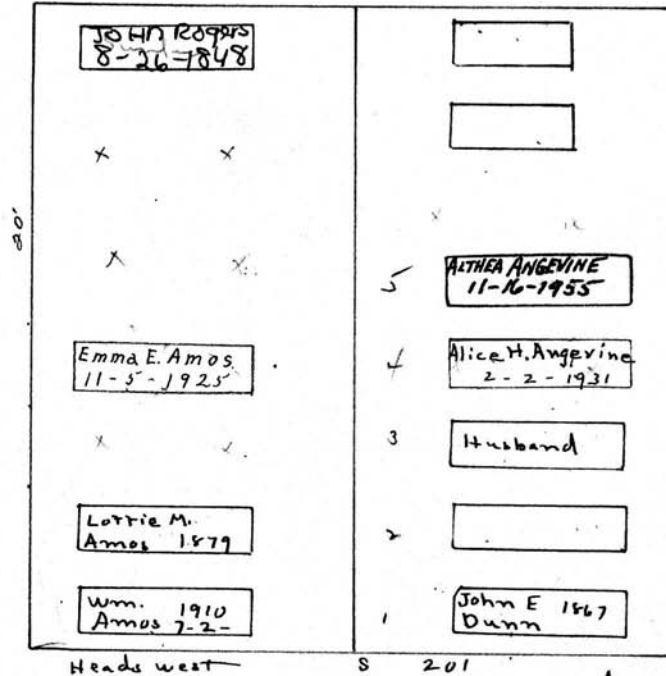 John Rogers
8-26-1848
20'
Emma E. Amos
11-5-1925
Lottie M.
Amos 1879
Wm. 1910
Amos 7-2-
5
ALTHEA ANGEVINE
11-16-1955
4
Alice H. Angevine
2-2-1931
3
Husband
2
1
John E 1867
Dunn
Heads west
S 201